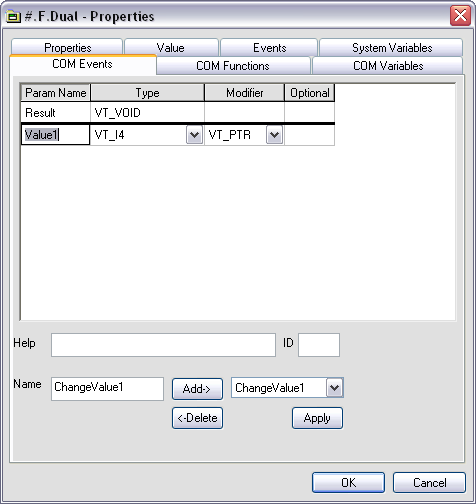 #.F.Dual - Properties
Properties Value Events System Variables
COM Events COM Functions COM Variables
Param Name Type Modifier Optional
Result VT_VOID
Value1 VT_I4 VT_PTR
Help ID
Name ChangeValue1 Add-> ChangeValue1
<-Delete Apply
OK Cancel